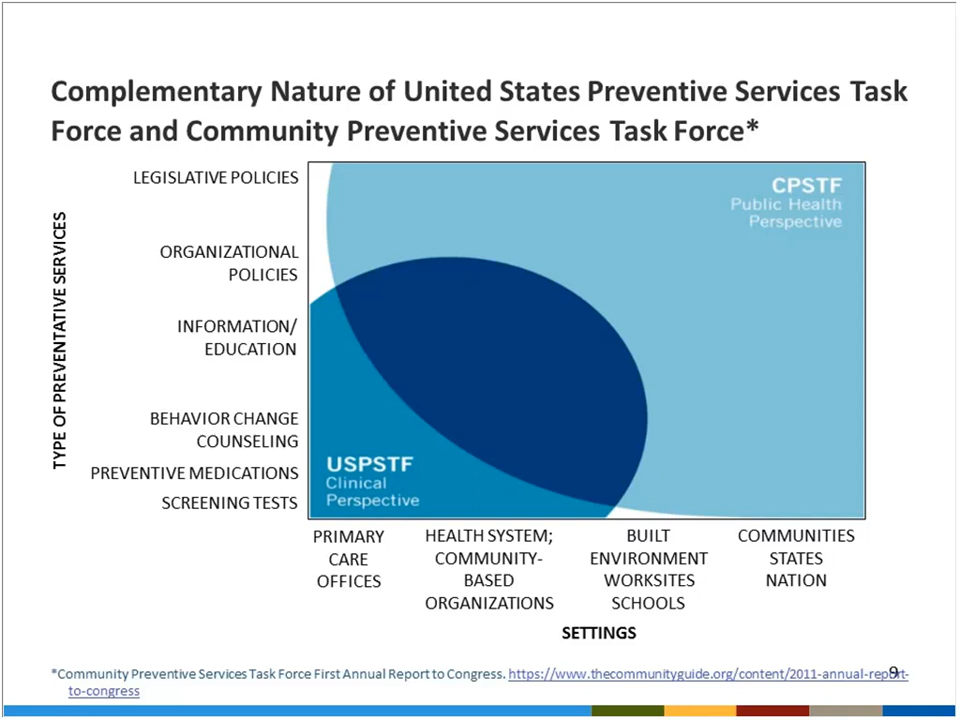 Complementary Nature of United States Preventive Services Task
Force and Community Preventive Services Task Force*
TYPE OF PREVENTATIVE SERVICES
LEGISLATIVE POLICIES
ORGANIZATIONAL
POLICIES
INFORMATION/
EDUCATION
BEHAVIOR CHANGE
COUNSELING
PREVENTIVE MEDICATIONS
SCREENING TESTS
CPSTF
Public Health
Perspective
USPSTF
Clinical
Perspective
PRIMARY
CARE
OFFICES
HEALTH SYSTEM;
COMMUNITY-
BASED
ORGANIZATIONS
BUILT
ENVIRONMENT
WORKSITES
SCHOOLS
COMMUNITIES
STATES
NATION
SETTINGS
*Community Preventive Services Task Force First Annual Report to Congress. https://www.thecommunityguide.org/content/2011-annual-report-
to-congress
9